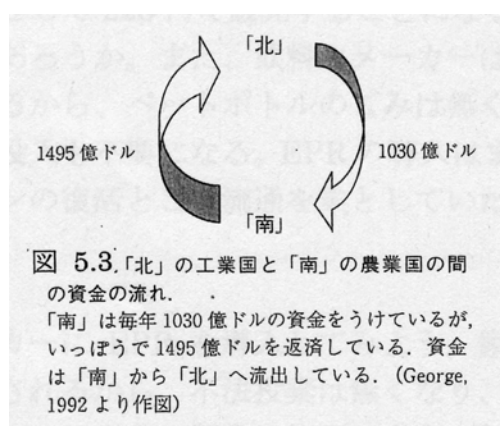 「北」
1495 億ドル
1030 億ドル
「南」
図 5.3.「北」の工業国と「南」の農業国の間
の資金の流れ．
「南」は毎年 1030 億ドルの資金をうけているが，
いっぽうで 1495 億ドルを返済している．資金
は「南」から「北」へ流出している．(George,
1992 より作図)